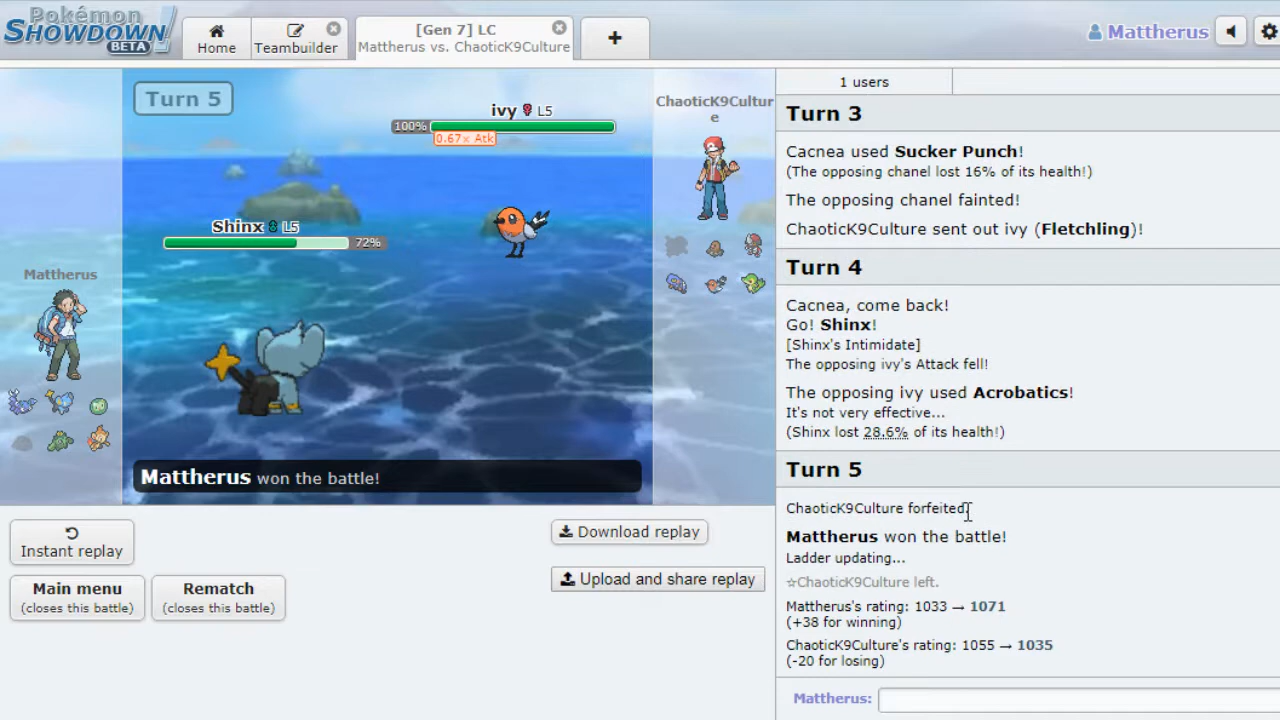 Pokémon
SHOWDOWN
BETA
Home
Teambuilder
[Gen 7] LC
Mattherus vs. ChaoticK9Culture
+
Mattherus
Turn 5
ivy L5
100%
0.67× Atk
Shinx L5
72%
Mattherus
ChaoticK9Cultur
e
Mattherus won the battle!
Instant replay
Download replay
Upload and share replay
Main menu
(closes this battle)
Rematch
(closes this battle)
1 users
Turn 3
Cacnea used Sucker Punch!
(The opposing chanel lost 16% of its health!)
The opposing chanel fainted!
ChaoticK9Culture sent out ivy (Fletchling)!
Turn 4
Cacnea, come back!
Go! Shinx!
[Shinx's Intimidate]
The opposing ivy's Attack fell!
The opposing ivy used Acrobatics!
It's not very effective...
(Shinx lost 28.6% of its health!)
Turn 5
ChaoticK9Culture forfeited.
Mattherus won the battle!
Ladder updating...
☆ChaoticK9Culture left.
Mattherus's rating: 1033 → 1071
(+38 for winning)
ChaoticK9Culture's rating: 1055 → 1035
(-20 for losing)
Mattherus: